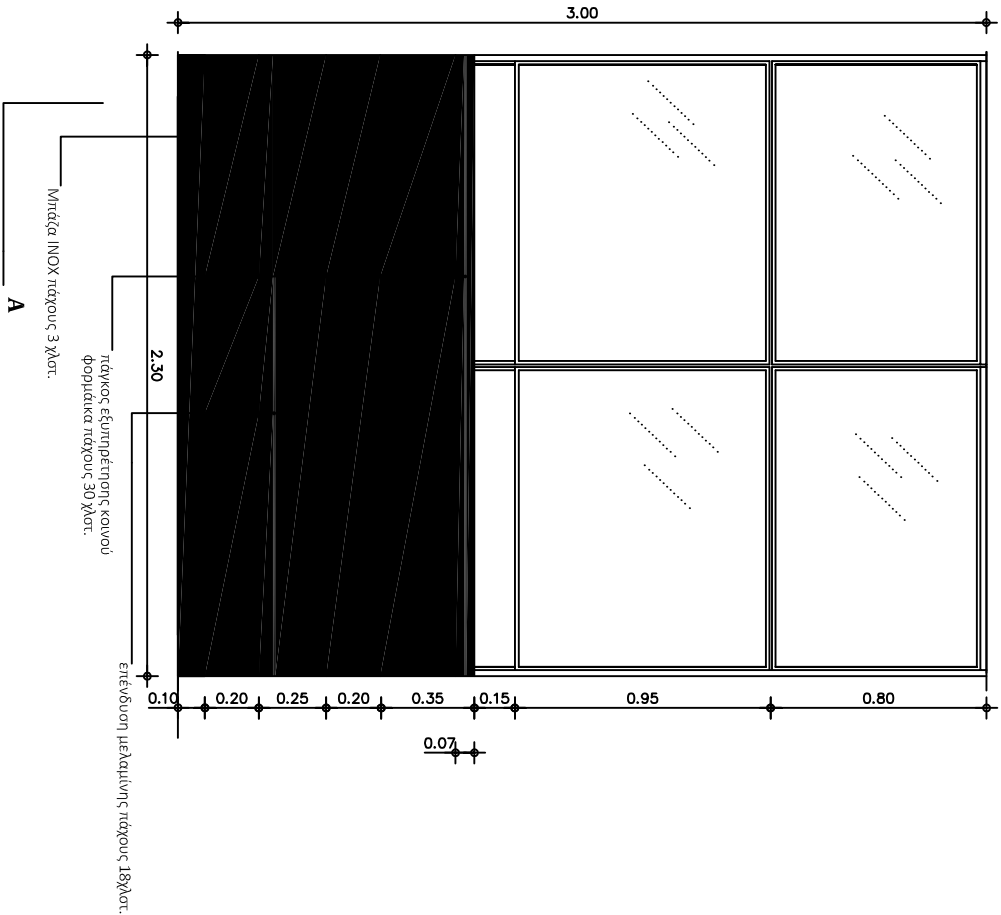 3.00
A
Μπάζα INOX πάχους 3 χλστ.
πάγκος εξυπηρέτησης κοινού
φορμάικα πάχους 30 χλστ.
2.30
επένδυση μελαμίνης πάχους 18χλστ.
0.10 0.20 0.25 0.20 0.35 0.15 0.95 0.80
0.07